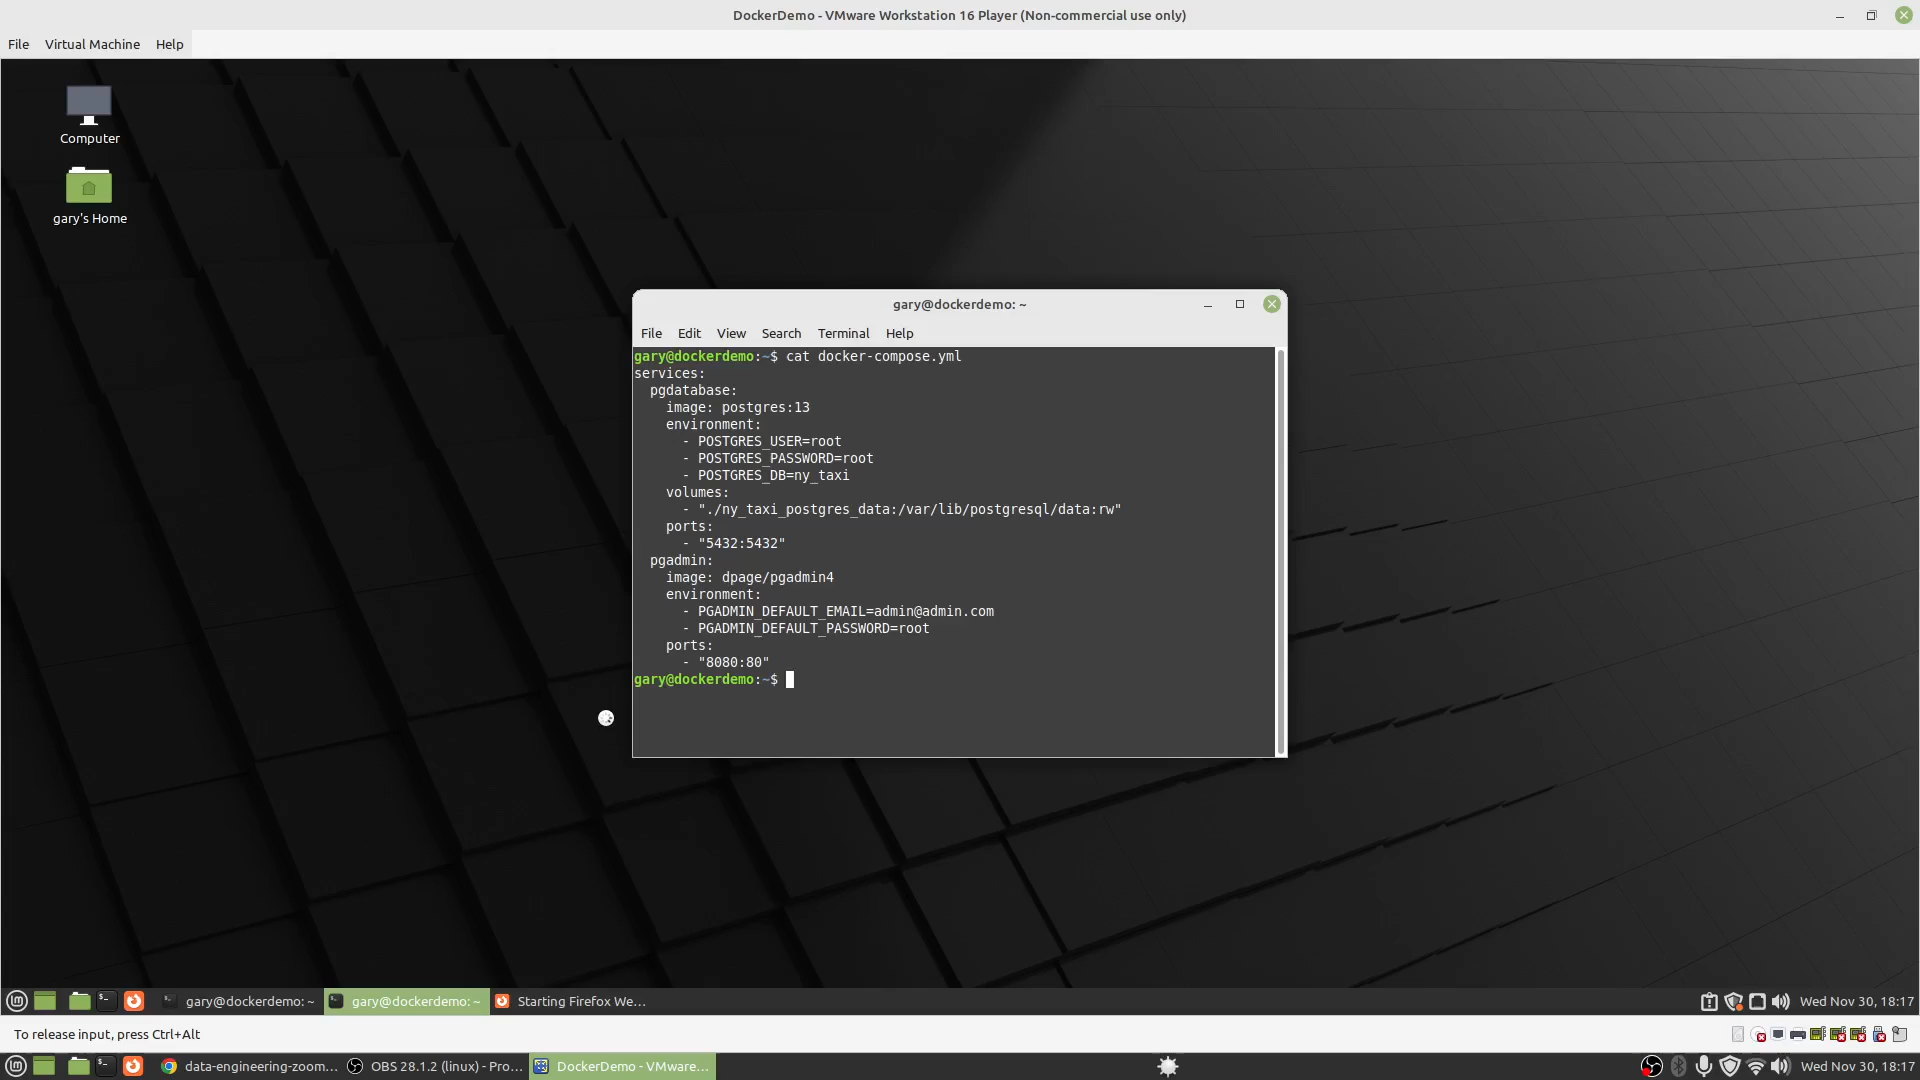 DockerDemo - VMware Workstation 16 Player (Non-commercial use only)
File Virtual Machine Help
Computer
gary's Home
gary@dockerdemo: ~
File Edit View Search Terminal Help
gary@dockerdemo:~$ cat docker-compose.yml
services:
  pgdatabase:
    image: postgres:13
    environment:
      - POSTGRES_USER=root
      - POSTGRES_PASSWORD=root
      - POSTGRES_DB=ny_taxi
    volumes:
      - "./ny_taxi_postgres_data:/var/lib/postgresql/data:rw"
    ports:
      - "5432:5432"
  pgadmin:
    image: dpage/pgadmin4
    environment:
      - PGADMIN_DEFAULT_EMAIL=admin@admin.com
      - PGADMIN_DEFAULT_PASSWORD=root
    ports:
      - "8080:80"
gary@dockerdemo:~$
gary@dockerdemo: ~ gary@dockerdemo: ~ Starting Firefox We... Wed Nov 30, 18:17
To release input, press Ctrl+Alt
data-engineering-zoom... OBS 28.1.2 (linux) - Pro... DockerDemo - VMware... Wed Nov 30, 18:17